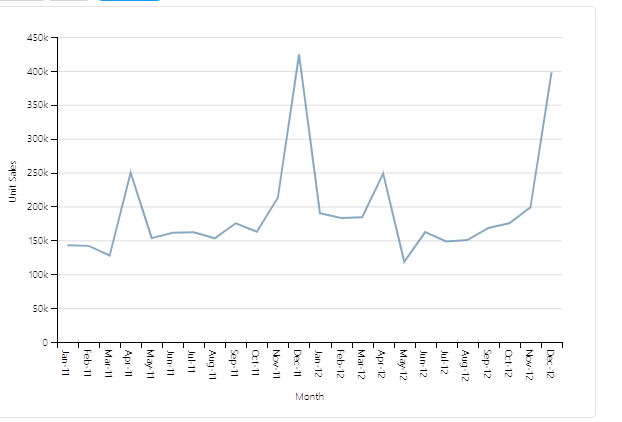 450k
400k
350k
300k
250k
200k
150k
100k
50k
0
Unit Sales
Jan-11
Feb-11
Mar-11
Apr-11
May-11
Jun-11
Jul-11
Aug-11
Sep-11
Oct-11
Nov-11
Dec-11
Jan-12
Feb-12
Mar-12
Apr-12
May-12
Jun-12
Jul-12
Aug-12
Sep-12
Oct-12
Nov-12
Dec-12
Month